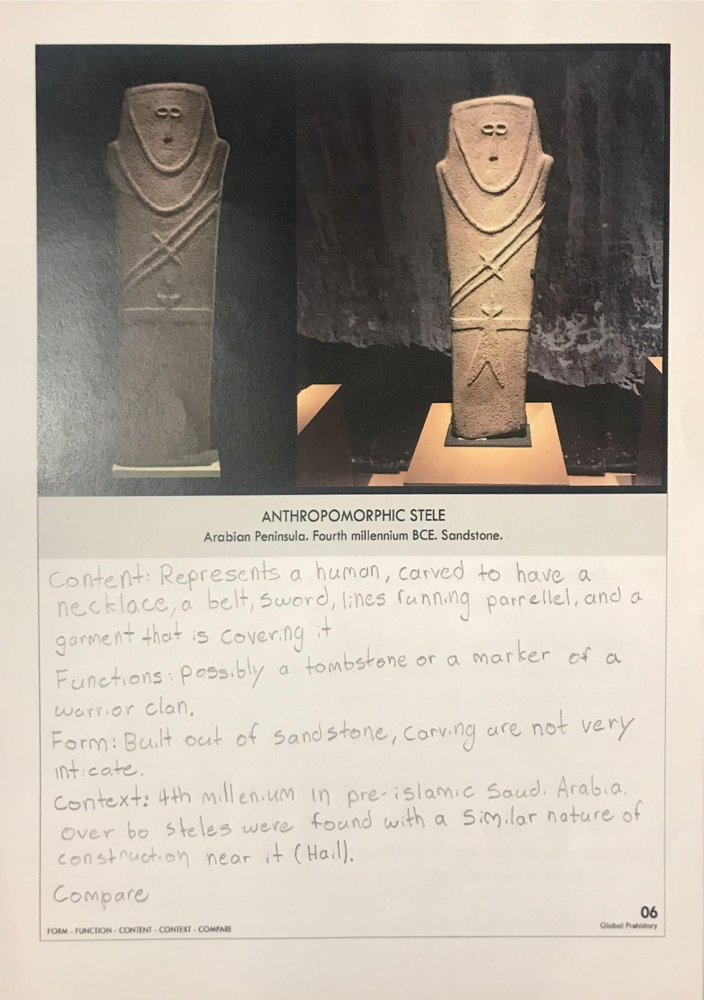 ANTHROPOMORPHIC STELE
Arabian Peninsula. Fourth millennium BCE. Sandstone.
Content: Represents a human, carved to have a
necklace, a belt, sword, lines running parrellel, and a
garment that is covering it
Functions: possibly a tombstone or a marker of a
warrior clan.
Form: Built out of sandstone, carving are not very
inticate.
Context: 4th millenium in pre-islamic Saudi Arabia.
Over 60 steles were found with a similar nature of
construction near it (Hail).
Compare
06
Global Prehistory
FORM - FUNCTION - CONTENT - CONTEXT - COMPARE